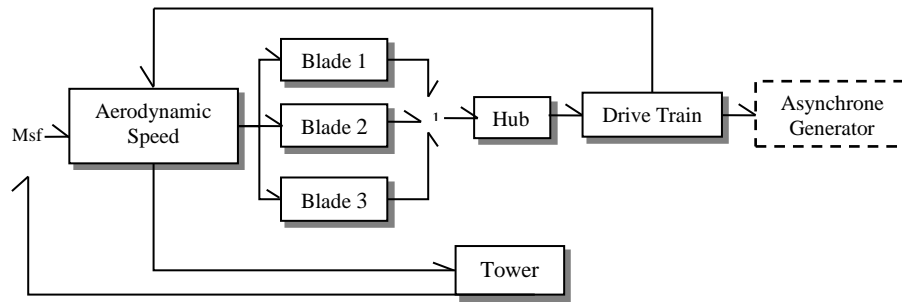 Msf
Aerodynamic
Speed
Blade 1
Blade 2
Blade 3
1
Hub
Drive Train
Asynchrone
Generator
Tower